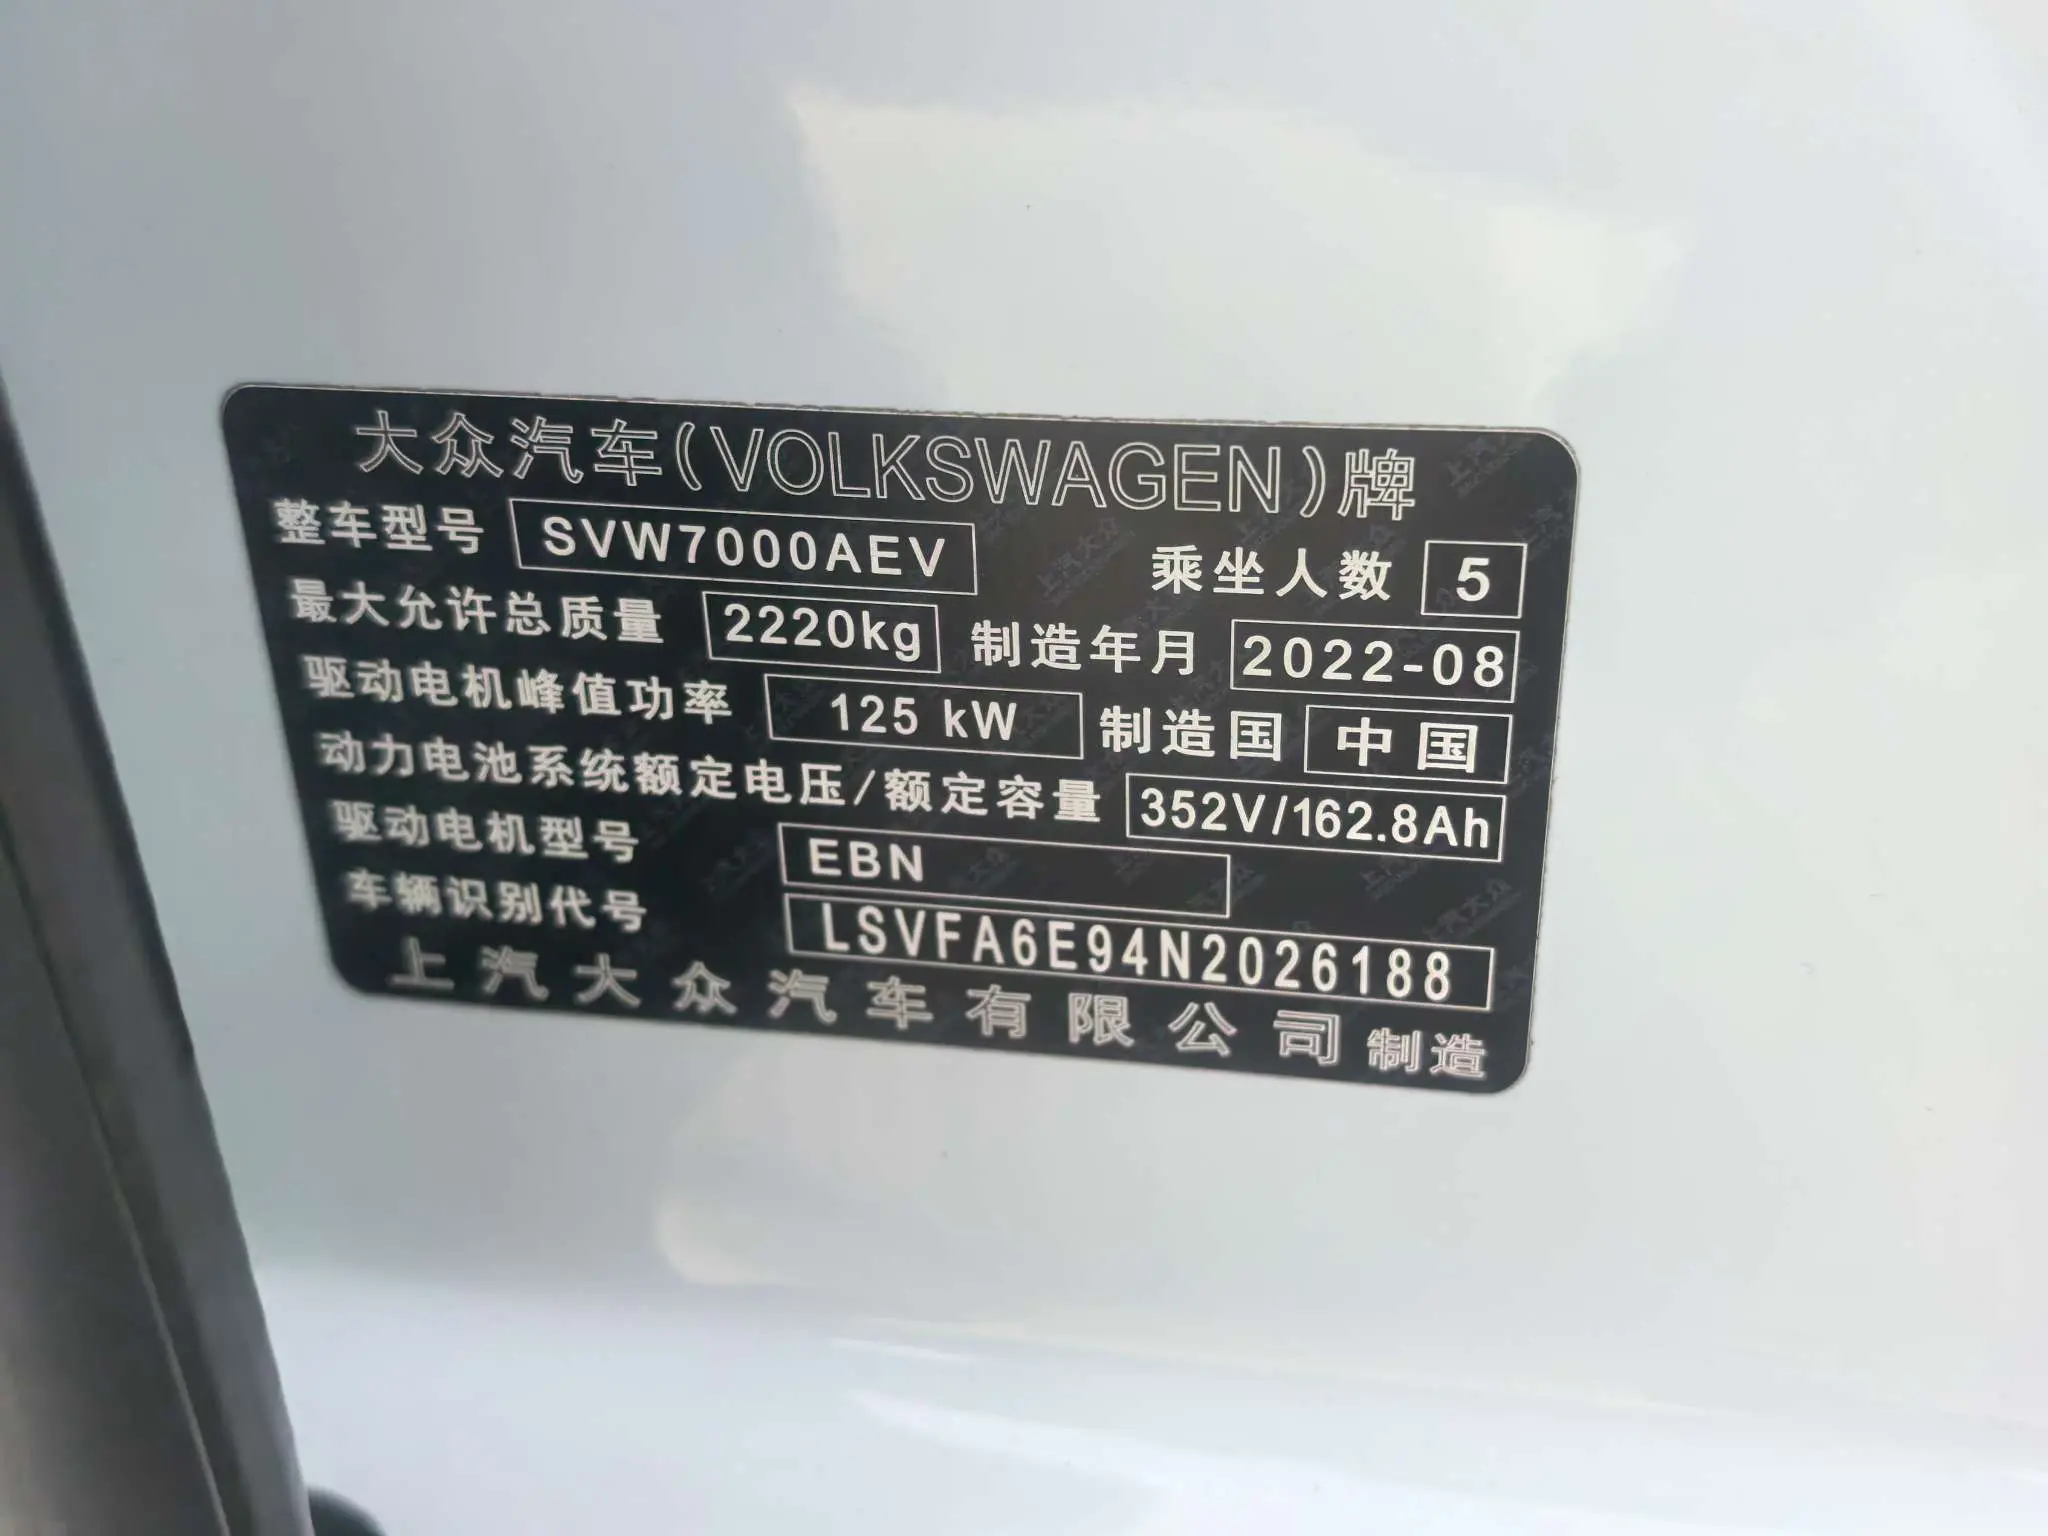 大众汽车(VOLKSWAGEN)牌
整车型号 SVW7000AEV 乘坐人数 5
最大允许总质量 2220kg 制造年月 2022-08
驱动电机峰值功率 125 kW 制造国 中国
动力电池系统额定电压/额定容量 352V/162.8Ah
驱动电机型号 EBN
车辆识别代号 LSVFA6E94N2026188
上汽大众汽车有限公司制造